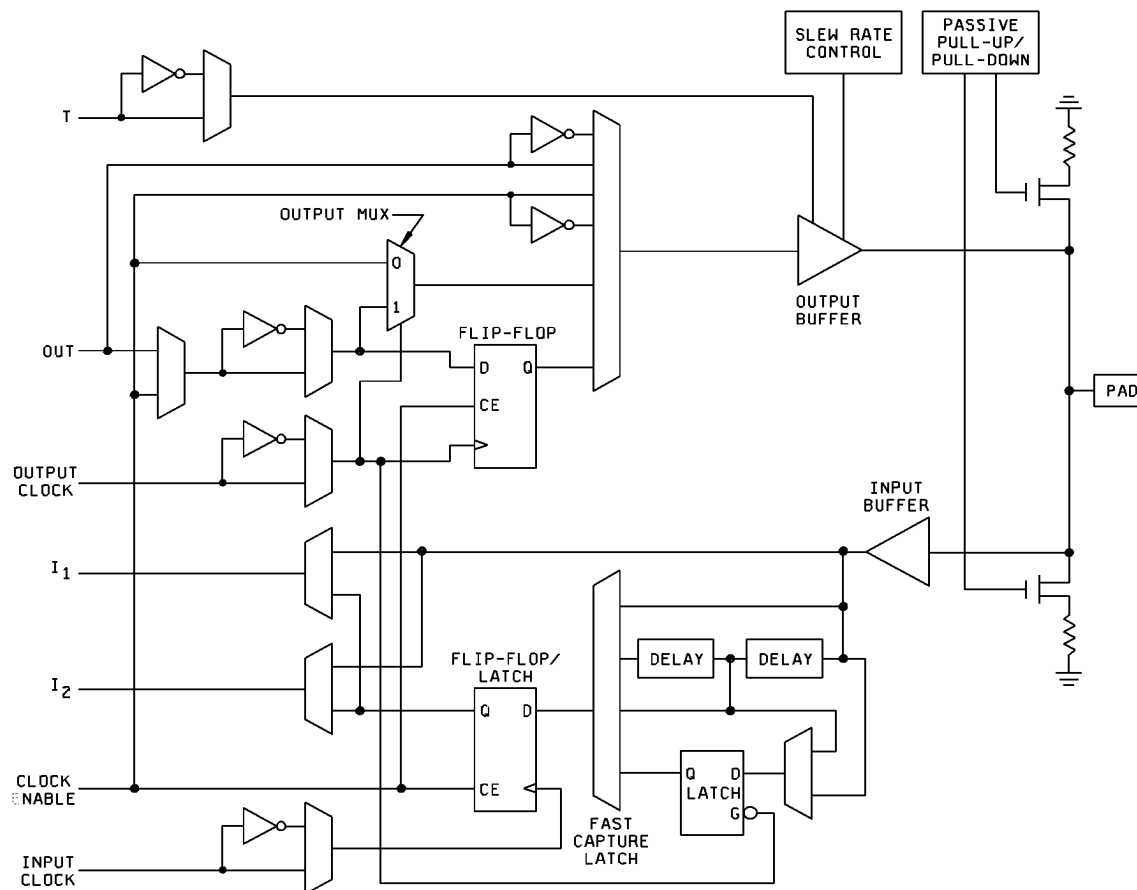 SLEW RATE
CONTROL
PASSIVE
PULL-UP/
PULL-DOWN
T
OUTPUT MUX
0
1
OUTPUT
BUFFER
FLIP-FLOP
D
Q
CE
OUT
PAD
OUTPUT
CLOCK
INPUT
BUFFER
I1
I2
FLIP-FLOP/
LATCH
DELAY
DELAY
Q
D
CE
Q
D
LATCH
G
CLOCK
ENABLE
FAST
CAPTURE
LATCH
INPUT
CLOCK